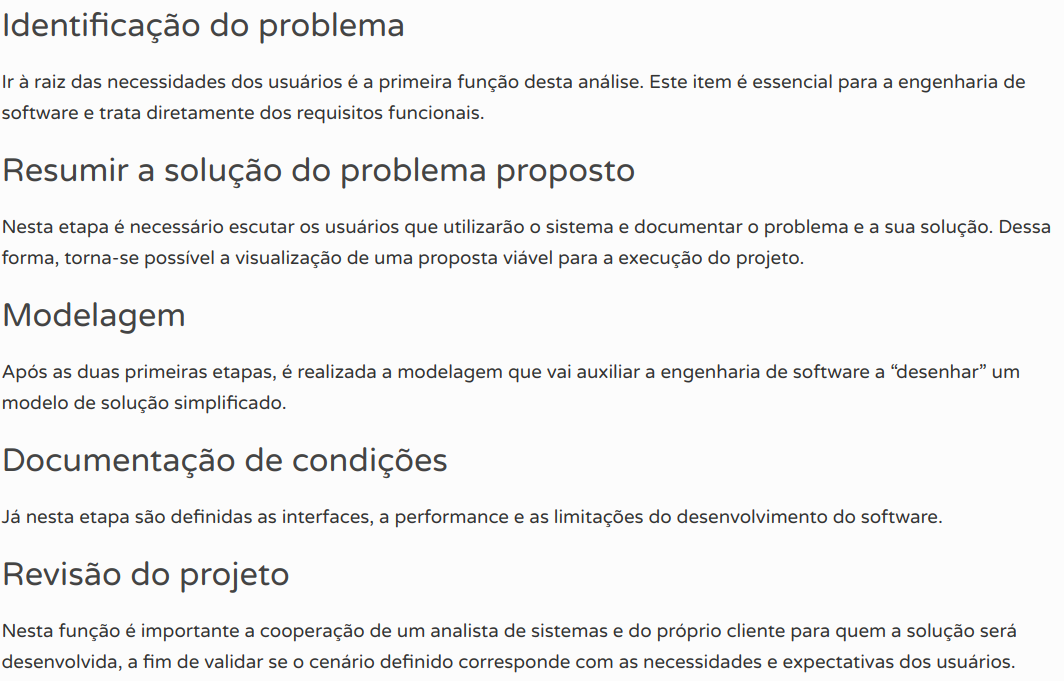 Identificação do problema
Ir à raiz das necessidades dos usuários é a primeira função desta análise. Este item é essencial para a engenharia de
software e trata diretamente dos requisitos funcionais.
Resumir a solução do problema proposto
Nesta etapa é necessário escutar os usuários que utilizarão o sistema e documentar o problema e a sua solução. Dessa
forma, torna-se possível a visualização de uma proposta viável para a execução do projeto.
Modelagem
Após as duas primeiras etapas, é realizada a modelagem que vai auxiliar a engenharia de software a “desenhar” um
modelo de solução simplificado.
Documentação de condições
Já nesta etapa são definidas as interfaces, a performance e as limitações do desenvolvimento do software.
Revisão do projeto
Nesta função é importante a cooperação de um analista de sistemas e do próprio cliente para quem a solução será
desenvolvida, a fim de validar se o cenário definido corresponde com as necessidades e expectativas dos usuários.